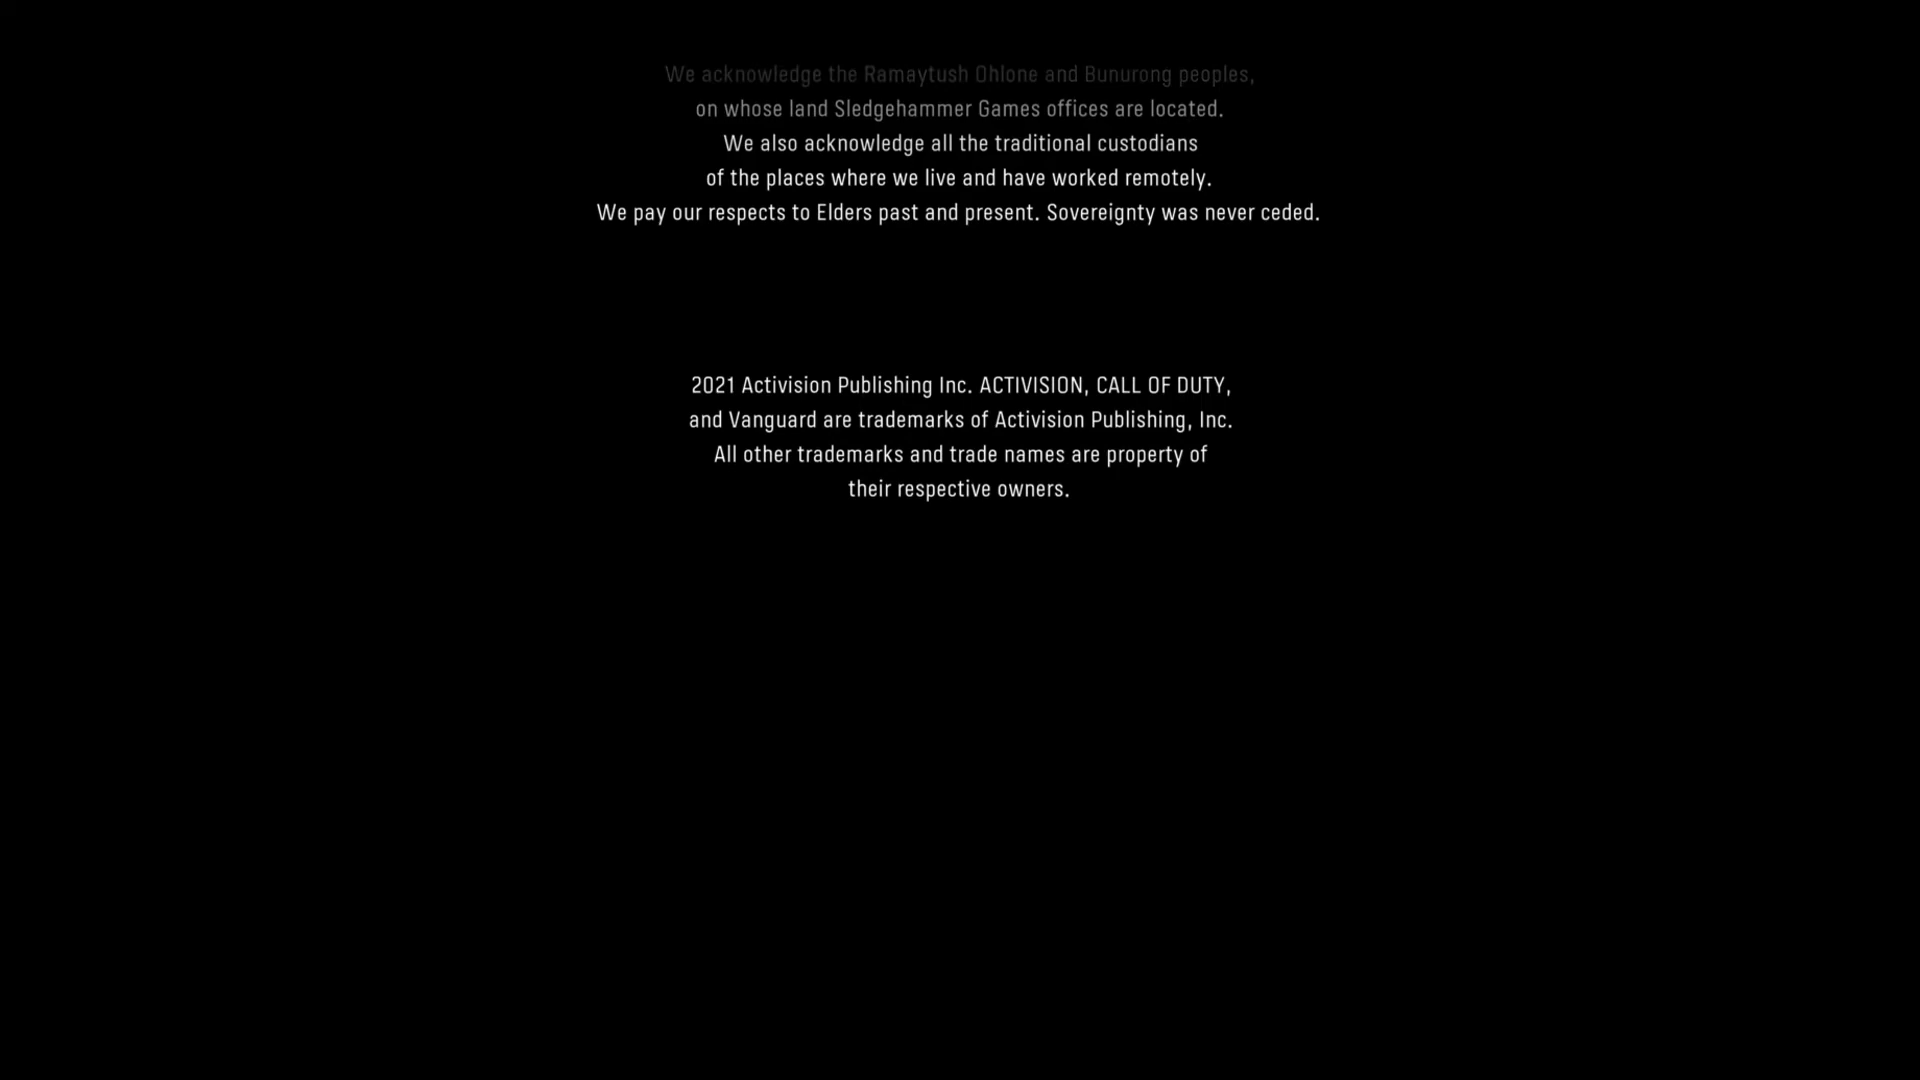 We acknowledge the Ramaytush Ohlone and Bunurong peoples,
on whose land Sledgehammer Games offices are located.
We also acknowledge all the traditional custodians
of the places where we live and have worked remotely.
We pay our respects to Elders past and present. Sovereignty was never ceded.
2021 Activision Publishing Inc. ACTIVISION, CALL OF DUTY,
and Vanguard are trademarks of Activision Publishing, Inc.
All other trademarks and trade names are property of
their respective owners.